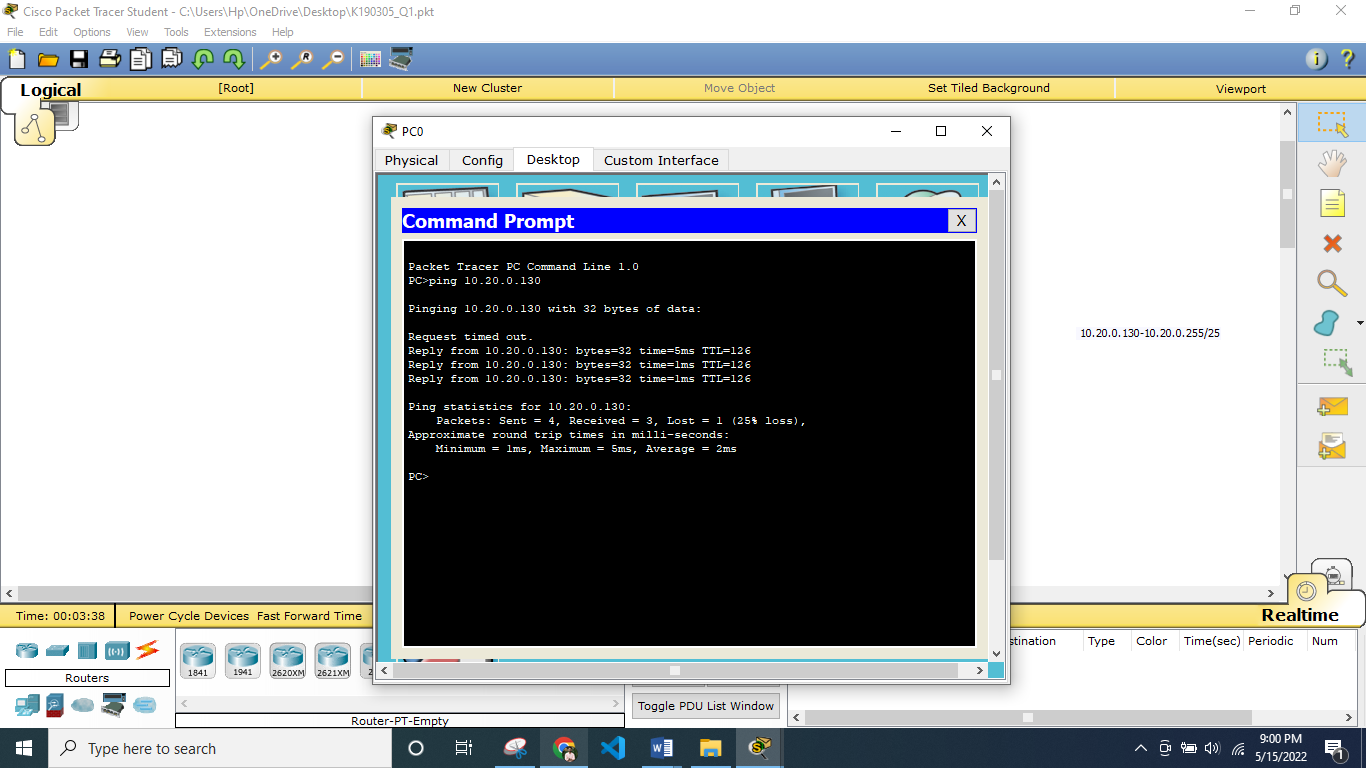 Cisco Packet Tracer Student - C:\Users\Hp\OneDrive\Desktop\K190305_Q1.pkt
File Edit Options View Tools Extensions Help
Logical [Root] New Cluster Move Object Set Tiled Background Viewport
PC0
Physical Config Desktop Custom Interface
Command Prompt X
Packet Tracer PC Command Line 1.0
PC>ping 10.20.0.130
Pinging 10.20.0.130 with 32 bytes of data:
Request timed out.
Reply from 10.20.0.130: bytes=32 time=5ms TTL=126
Reply from 10.20.0.130: bytes=32 time=1ms TTL=126
Reply from 10.20.0.130: bytes=32 time=1ms TTL=126
Ping statistics for 10.20.0.130:
Packets: Sent = 4, Received = 3, Lost = 1 (25% loss),
Approximate round trip times in milli-seconds:
Minimum = 1ms, Maximum = 5ms, Average = 2ms
PC>
10.20.0.130-10.20.0.255/25
Time: 00:03:38 Power Cycle Devices Fast Forward Time Realtime
stination Type Color Time(sec) Periodic Num
1841 1941 2620XM 2621XM 2
Routers
Toggle PDU List Window
Router-PT-Empty
Type here to search
9:00 PM
5/15/2022
1